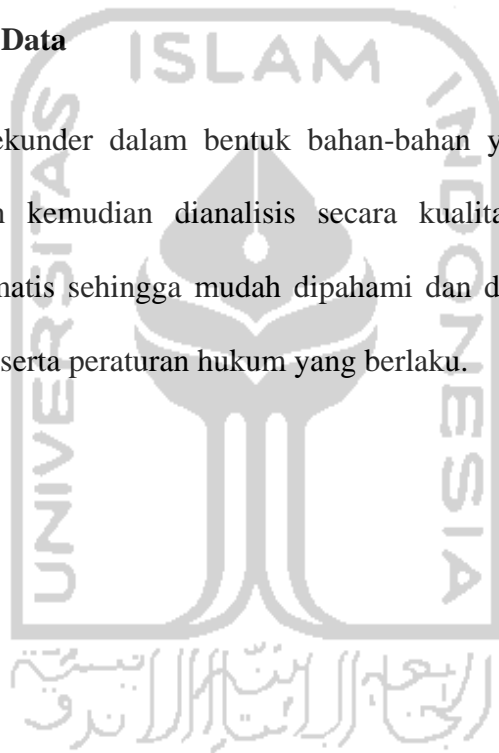 Data
ISLAM
UNIVERSITAS
INDONESIA
ekunder dalam bentuk bahan-bahan y
kemudian dianalisis secara kualita
matis sehingga mudah dipahami dan d
serta peraturan hukum yang berlaku.